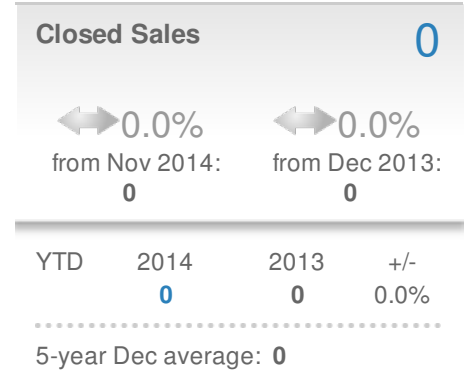 Closed Sales 0
0.0% 0.0%
from Nov 2014: from Dec 2013:
0 0
YTD 2014 2013 +/-
0 0 0.0%
5-year Dec average: 0